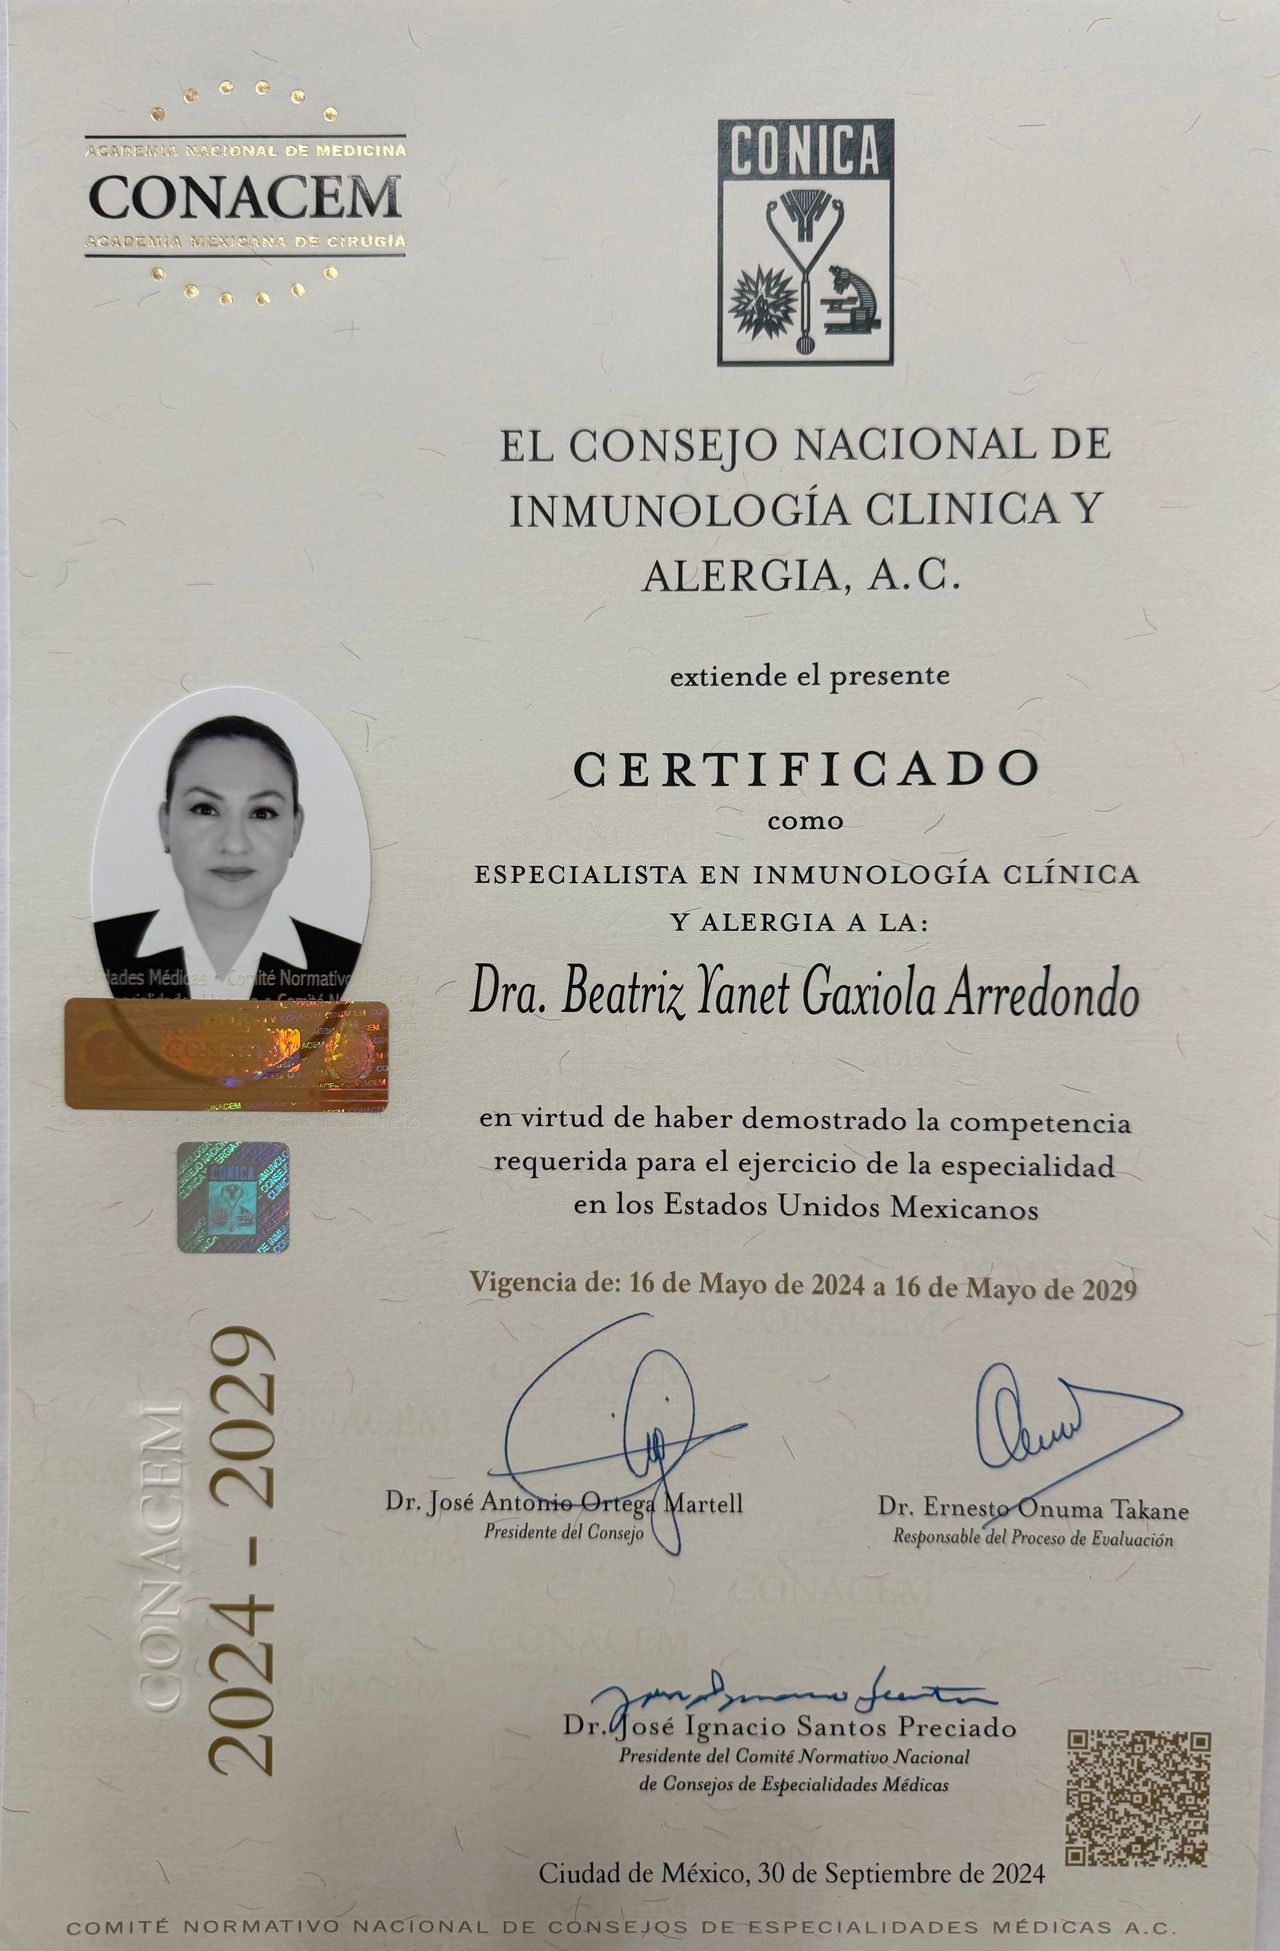 ACADEMIA NACIONAL DE MEDICINA
CONACEM
ACADEMIA MEXICANA DE CIRUGÍA
CONICA
EL CONSEJO NACIONAL DE
INMUNOLOGÍA CLINICA Y
ALERGIA, A.C.
extiende el presente
CERTIFICADO
como
ESPECIALISTA EN INMUNOLOGÍA CLÍNICA
Y ALERGIA A LA:
Dra. Beatriz Yanet Gaxiola Arredondo
dades Médicas • Comité Normativo
CONACEM
CONICA
en virtud de haber demostrado la competencia
requerida para el ejercicio de la especialidad
en los Estados Unidos Mexicanos
Vigencia de: 16 de Mayo de 2024 a 16 de Mayo de 2029
CONACEM
2024 - 2029
Dr. José Antonio Ortega Martell
Presidente del Consejo
Dr. Ernesto Onuma Takane
Responsable del Proceso de Evaluación
Dr. José Ignacio Santos Preciado
Presidente del Comité Normativo Nacional
de Consejos de Especialidades Médicas
Ciudad de México, 30 de Septiembre de 2024
COMITÉ NORMATIVO NACIONAL DE CONSEJOS DE ESPECIALIDADES MÉDICAS A.C.